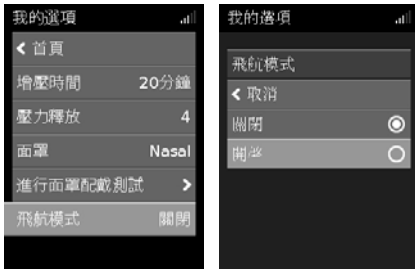 我的選項
首頁
增壓時間 20分鐘
壓力釋放 4
面罩 Nasal
進行面罩配戴測試
飛航模式 關閉
我的選項
飛航模式
取消
關閉
開啓